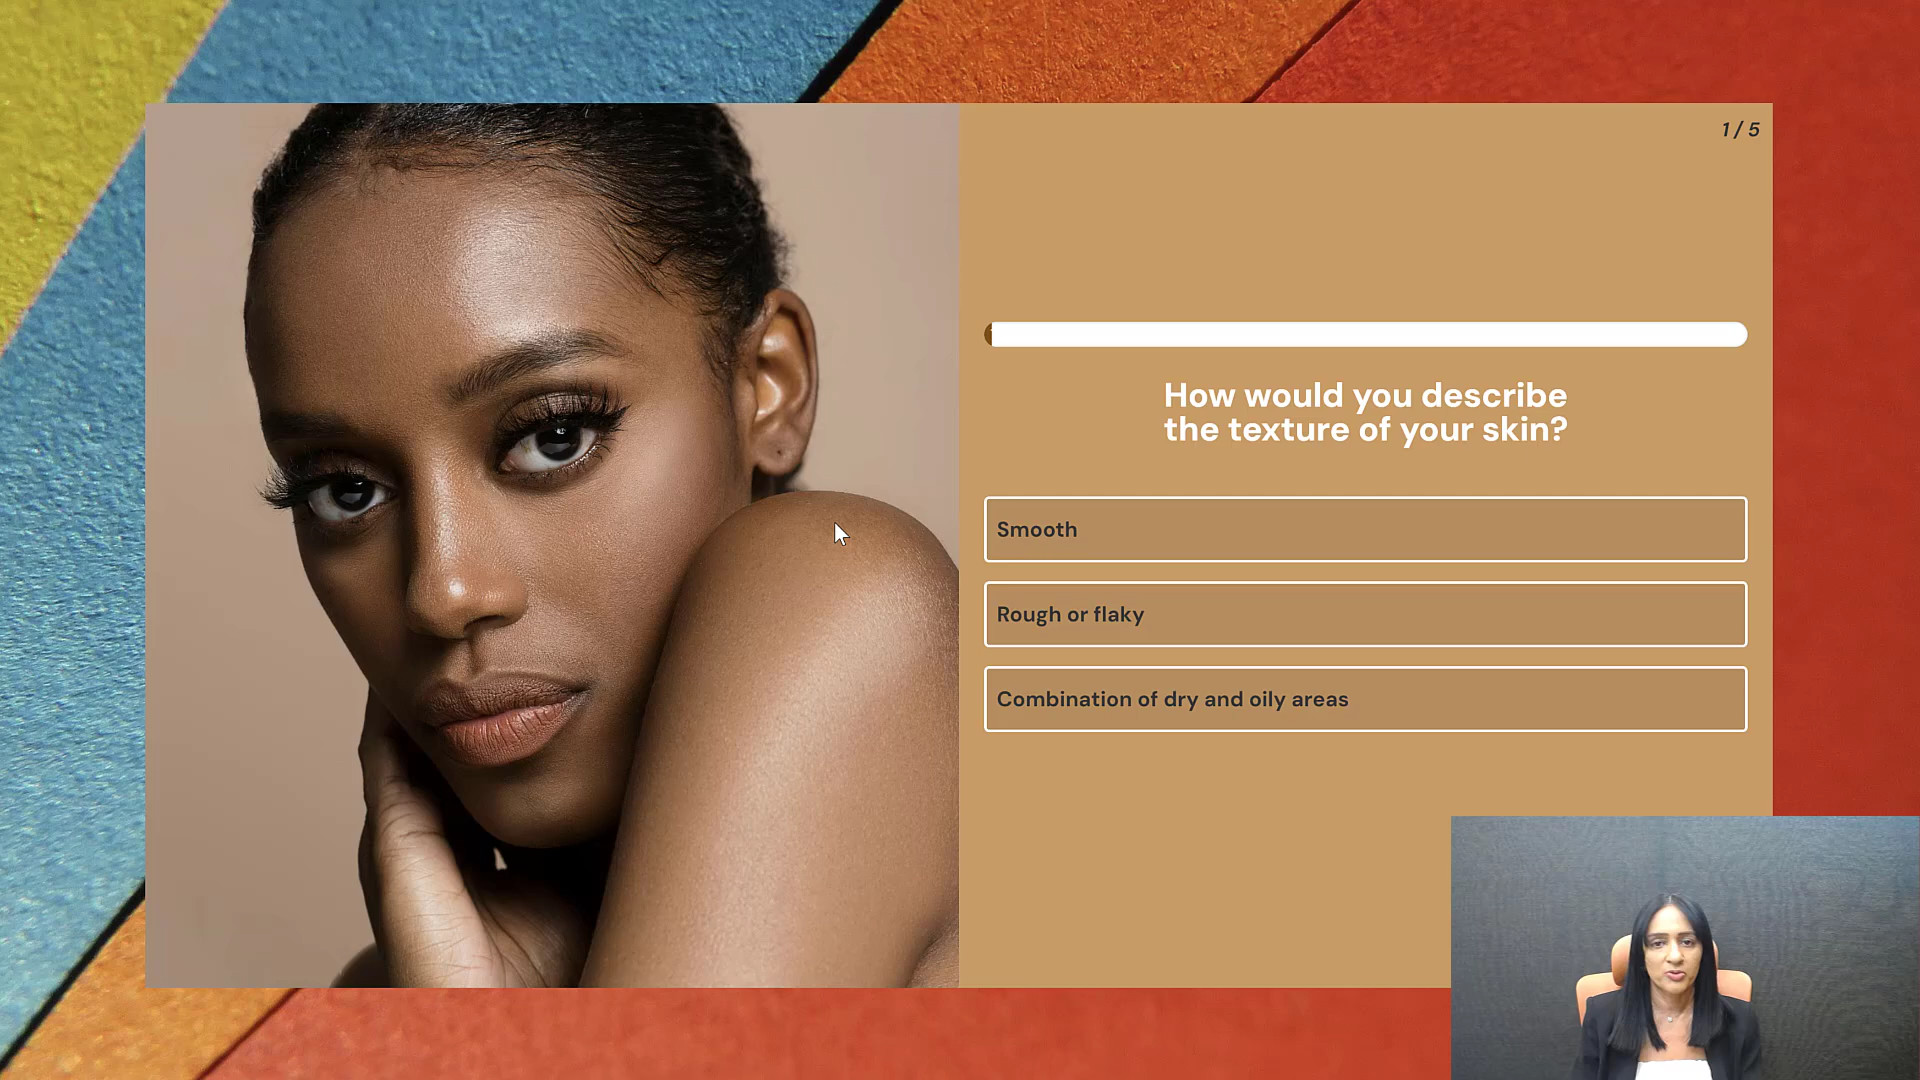 1 / 5
How would you describe
the texture of your skin?
Smooth
Rough or flaky
Combination of dry and oily areas